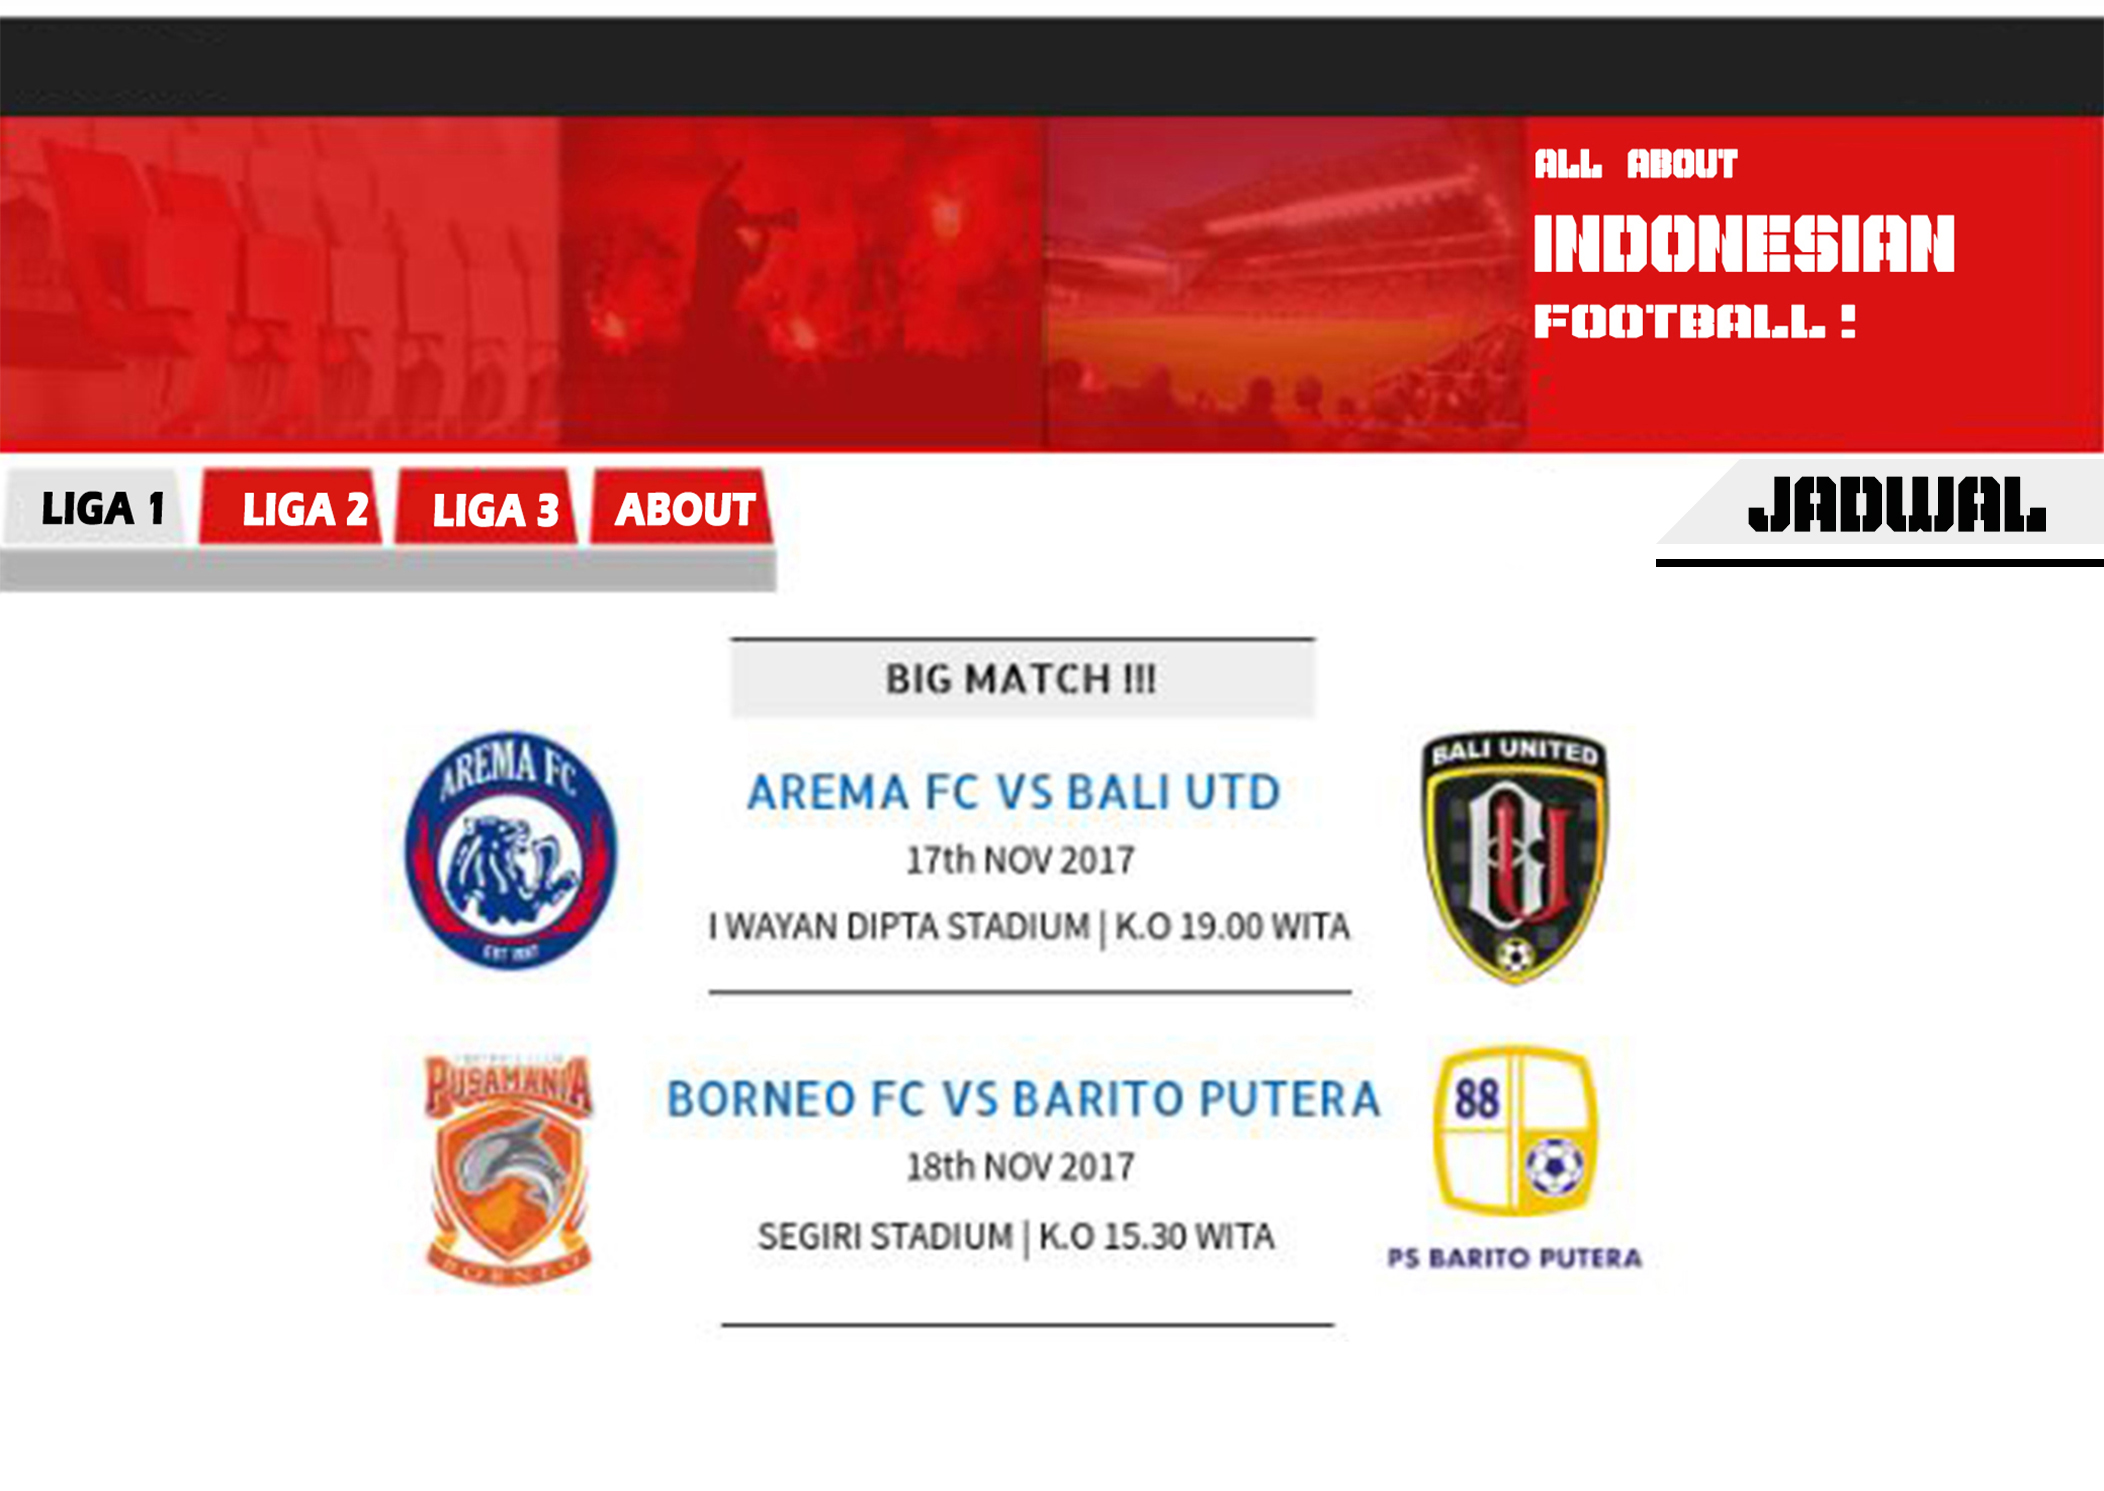 ALL ABOUT
INDONESIAN
FOOTBALL !
LIGA 1
LIGA 2
LIGA 3
ABOUT
JADWAL
BIG MATCH !!!
AREMA FC
BALI UNITED
AREMA FC VS BALI UTD
17th NOV 2017
I WAYAN DIPTA STADIUM | K.O 19.00 WITA
PUSAMANIA
BORNEO
88
BORNEO FC VS BARITO PUTERA
18th NOV 2017
SEGIRI STADIUM | K.O 15.30 WITA
PS BARITO PUTERA